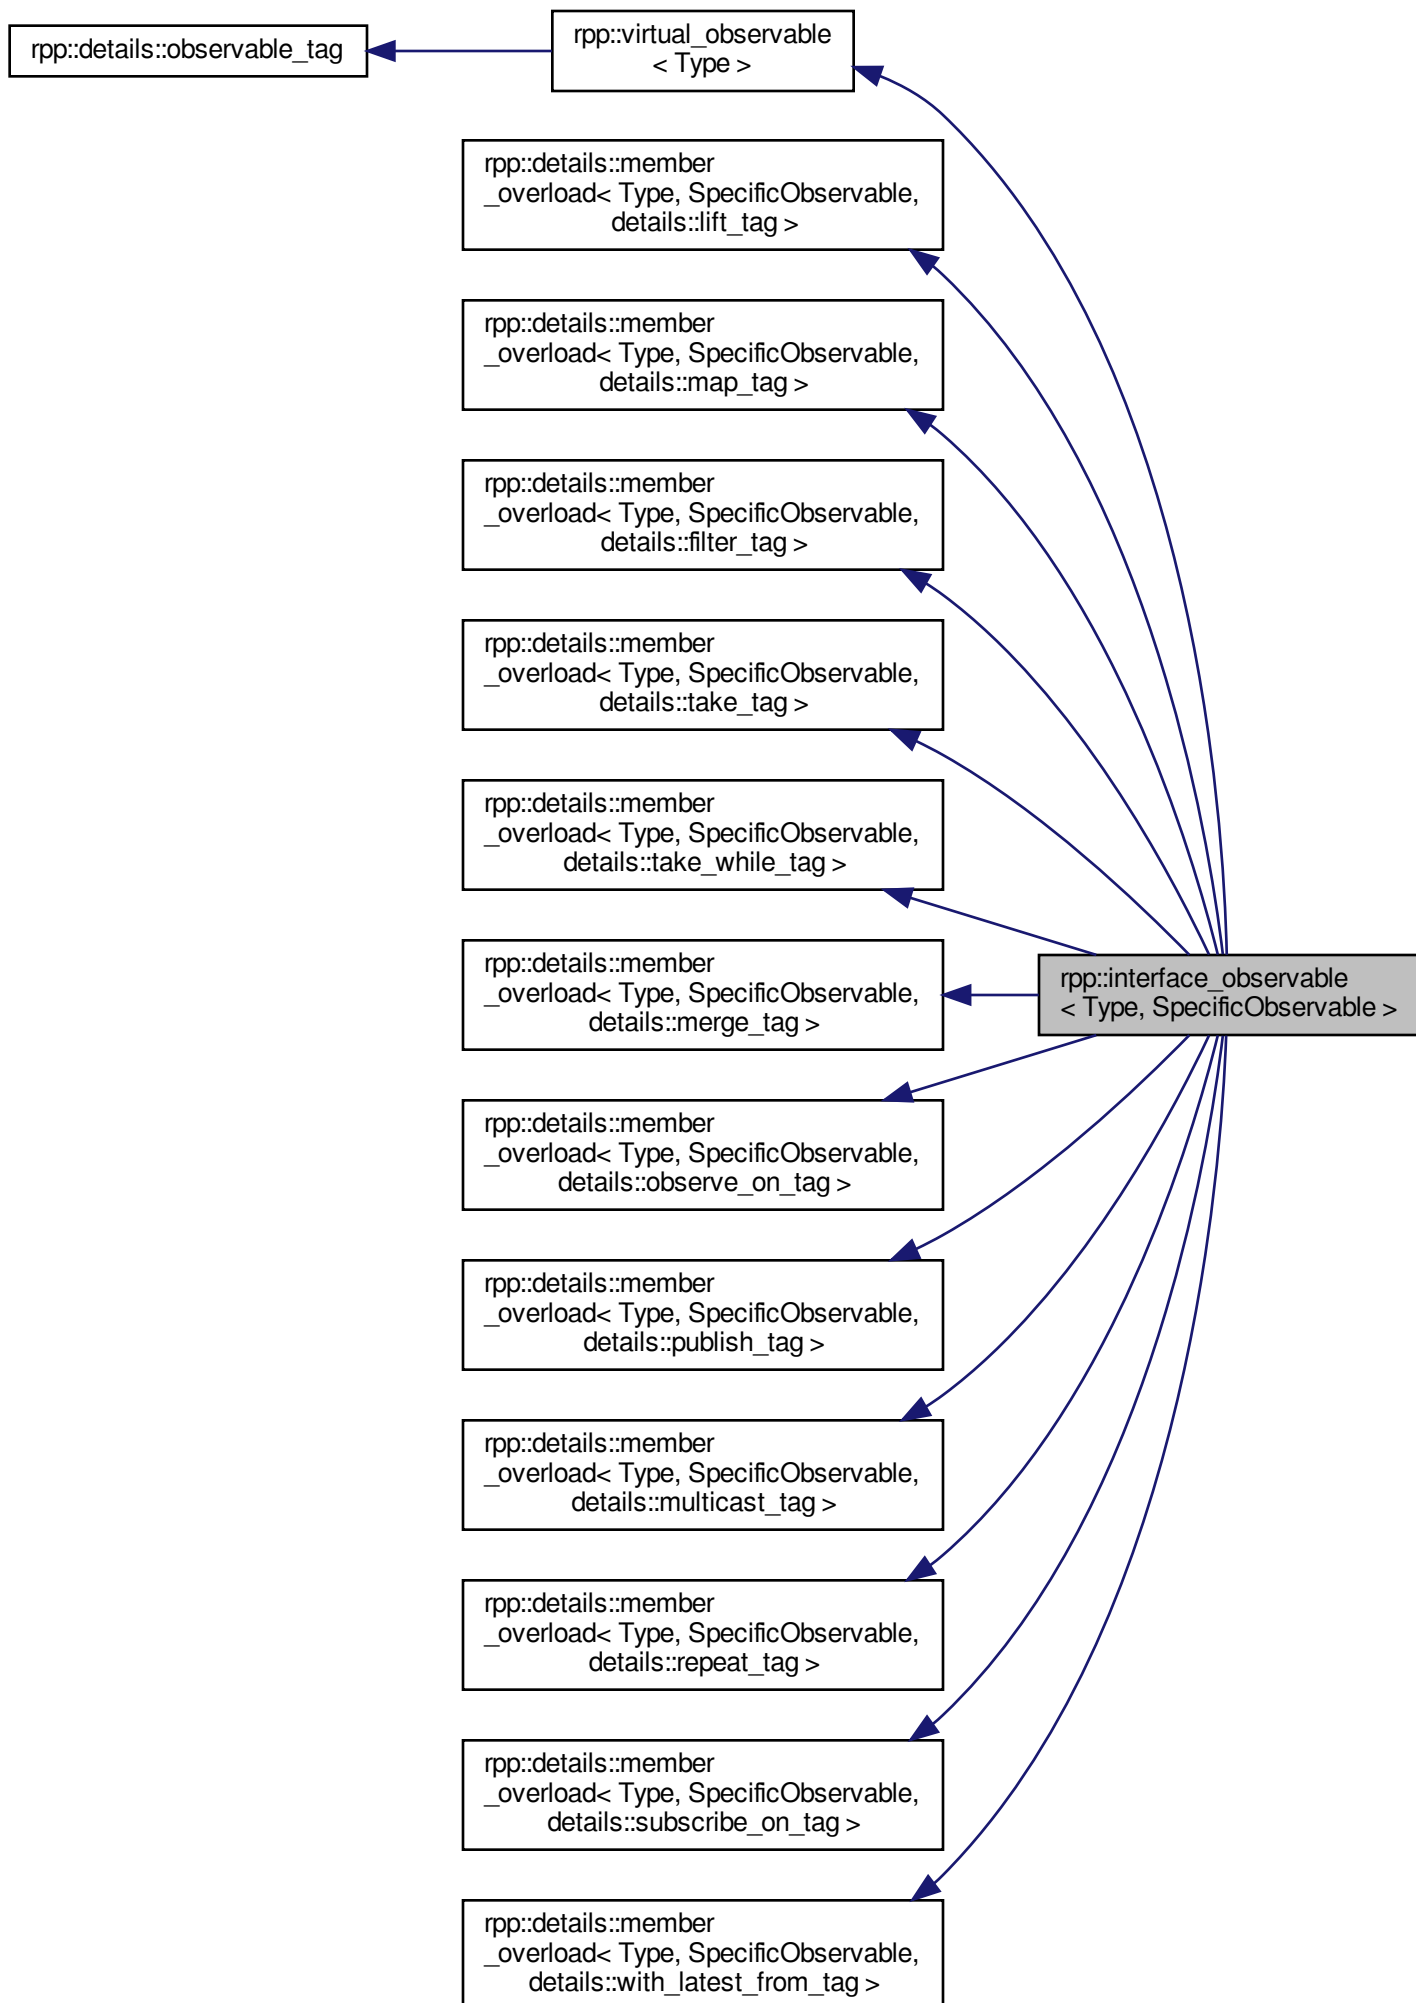 rpp::details::observable_tag
rpp::virtual_observable
< Type >
rpp::details::member
_overload< Type, SpecificObservable,
details::lift_tag >
rpp::details::member
_overload< Type, SpecificObservable,
details::map_tag >
rpp::details::member
_overload< Type, SpecificObservable,
details::filter_tag >
rpp::details::member
_overload< Type, SpecificObservable,
details::take_tag >
rpp::details::member
_overload< Type, SpecificObservable,
details::take_while_tag >
rpp::details::member
_overload< Type, SpecificObservable,
details::merge_tag >
rpp::interface_observable
< Type, SpecificObservable >
rpp::details::member
_overload< Type, SpecificObservable,
details::observe_on_tag >
rpp::details::member
_overload< Type, SpecificObservable,
details::publish_tag >
rpp::details::member
_overload< Type, SpecificObservable,
details::multicast_tag >
rpp::details::member
_overload< Type, SpecificObservable,
details::repeat_tag >
rpp::details::member
_overload< Type, SpecificObservable,
details::subscribe_on_tag >
rpp::details::member
_overload< Type, SpecificObservable,
details::with_latest_from_tag >